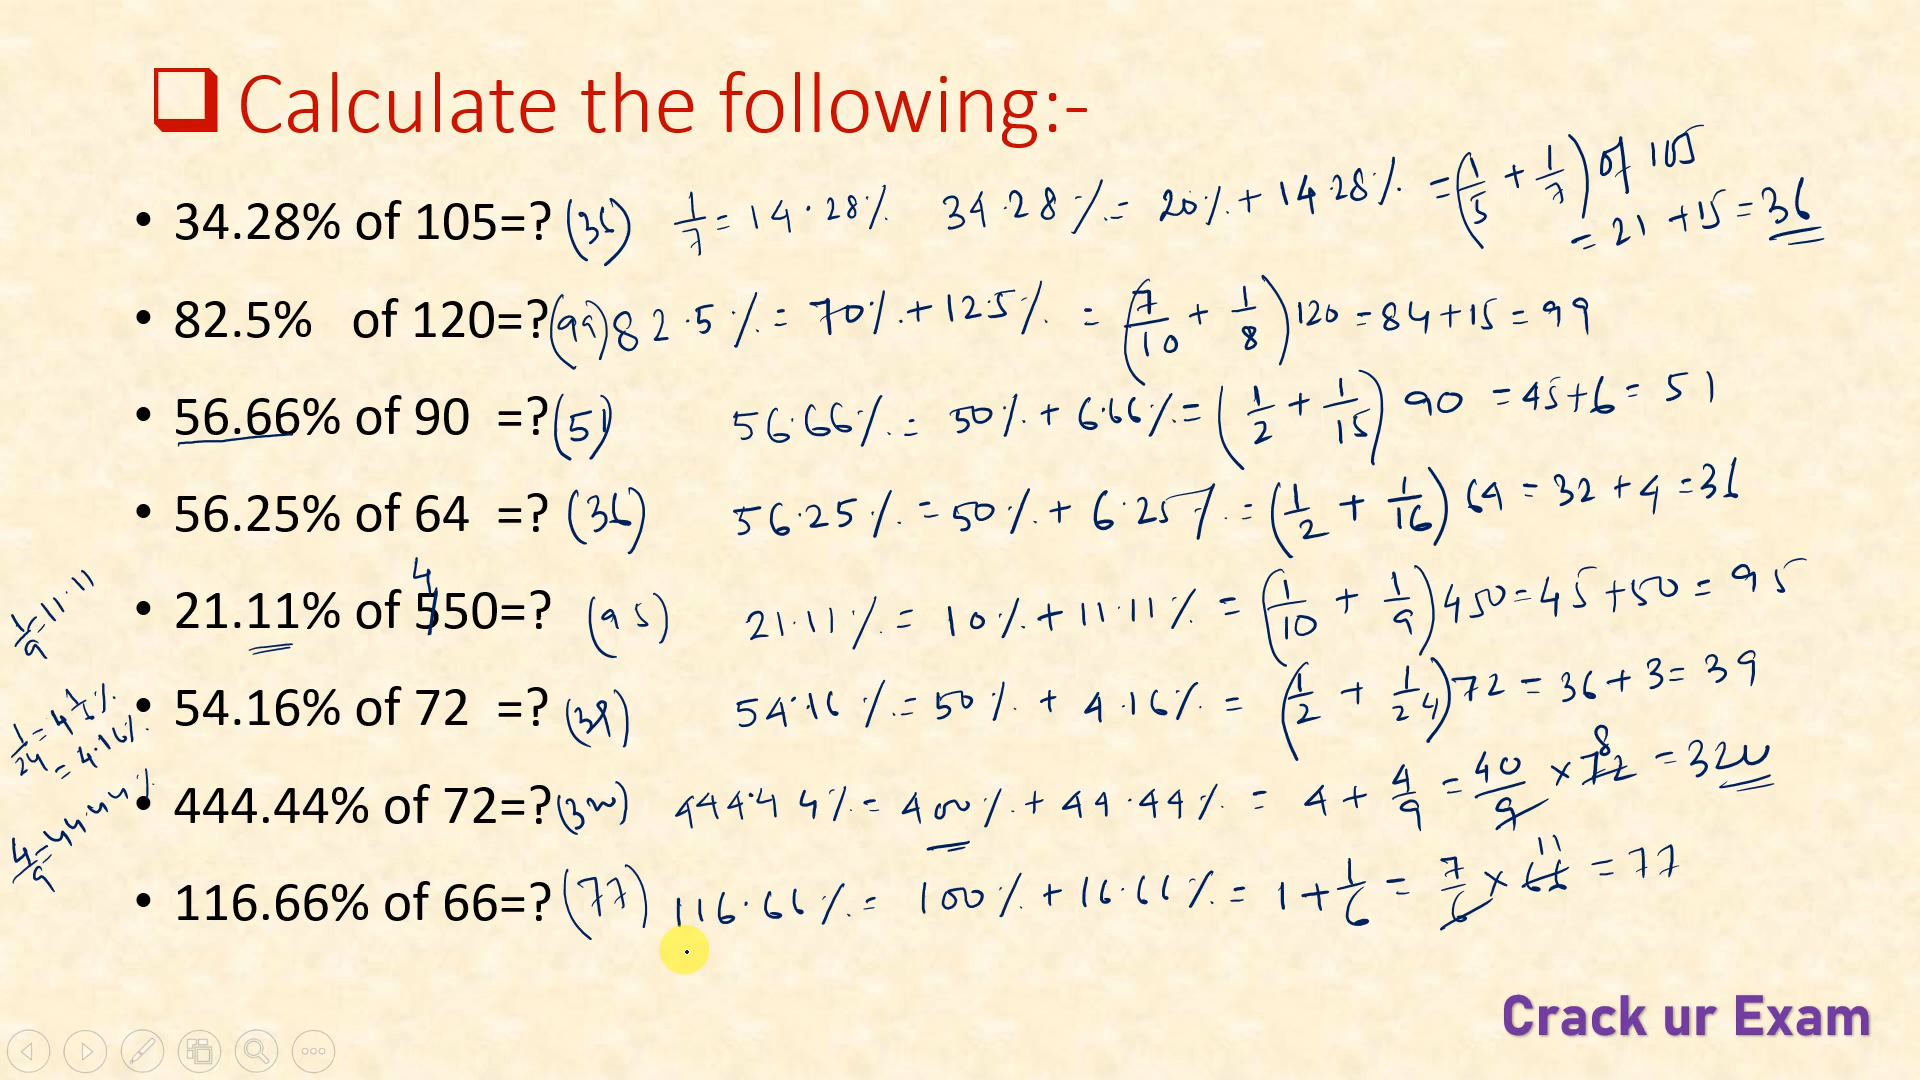 Calculate the following:-
• 34.28% of 105=? (36) 1/7 = 14.28% 34.28% = 20% + 14.28% = (1/5 + 1/7) of 105
= 21 + 15 = 36
• 82.5% of 120=? (99) 82.5% = 70% + 12.5% = (7/10 + 1/8) 120 = 84 + 15 = 99
• 56.66% of 90 =? (51) 56.66% = 50% + 6.66% = (1/2 + 1/15) 90 = 45 + 6 = 51
• 56.25% of 64 =? (36) 56.25% = 50% + 6.25% = (1/2 + 1/16) 64 = 32 + 4 = 36
1/9 = 11.11
4
• 21.11% of 550=? (95) 21.11% = 10% + 11.11% = (1/10 + 1/9) 450 = 45 + 50 = 95
1/24 = 4 1/6%
= 4.16%
• 54.16% of 72 =? (39) 54.16% = 50% + 4.16% = (1/2 + 1/24) 72 = 36 + 3 = 39
4/9 = 44.44%
• 444.44% of 72=? (320) 444.44% = 400% + 44.44% = 4 + 4/9 = 40/9 × 72 8 = 320
• 116.66% of 66=? (77) 116.66% = 100% + 16.66% = 1 + 1/6 = 7/6 × 66 11 = 77
Crack ur Exam